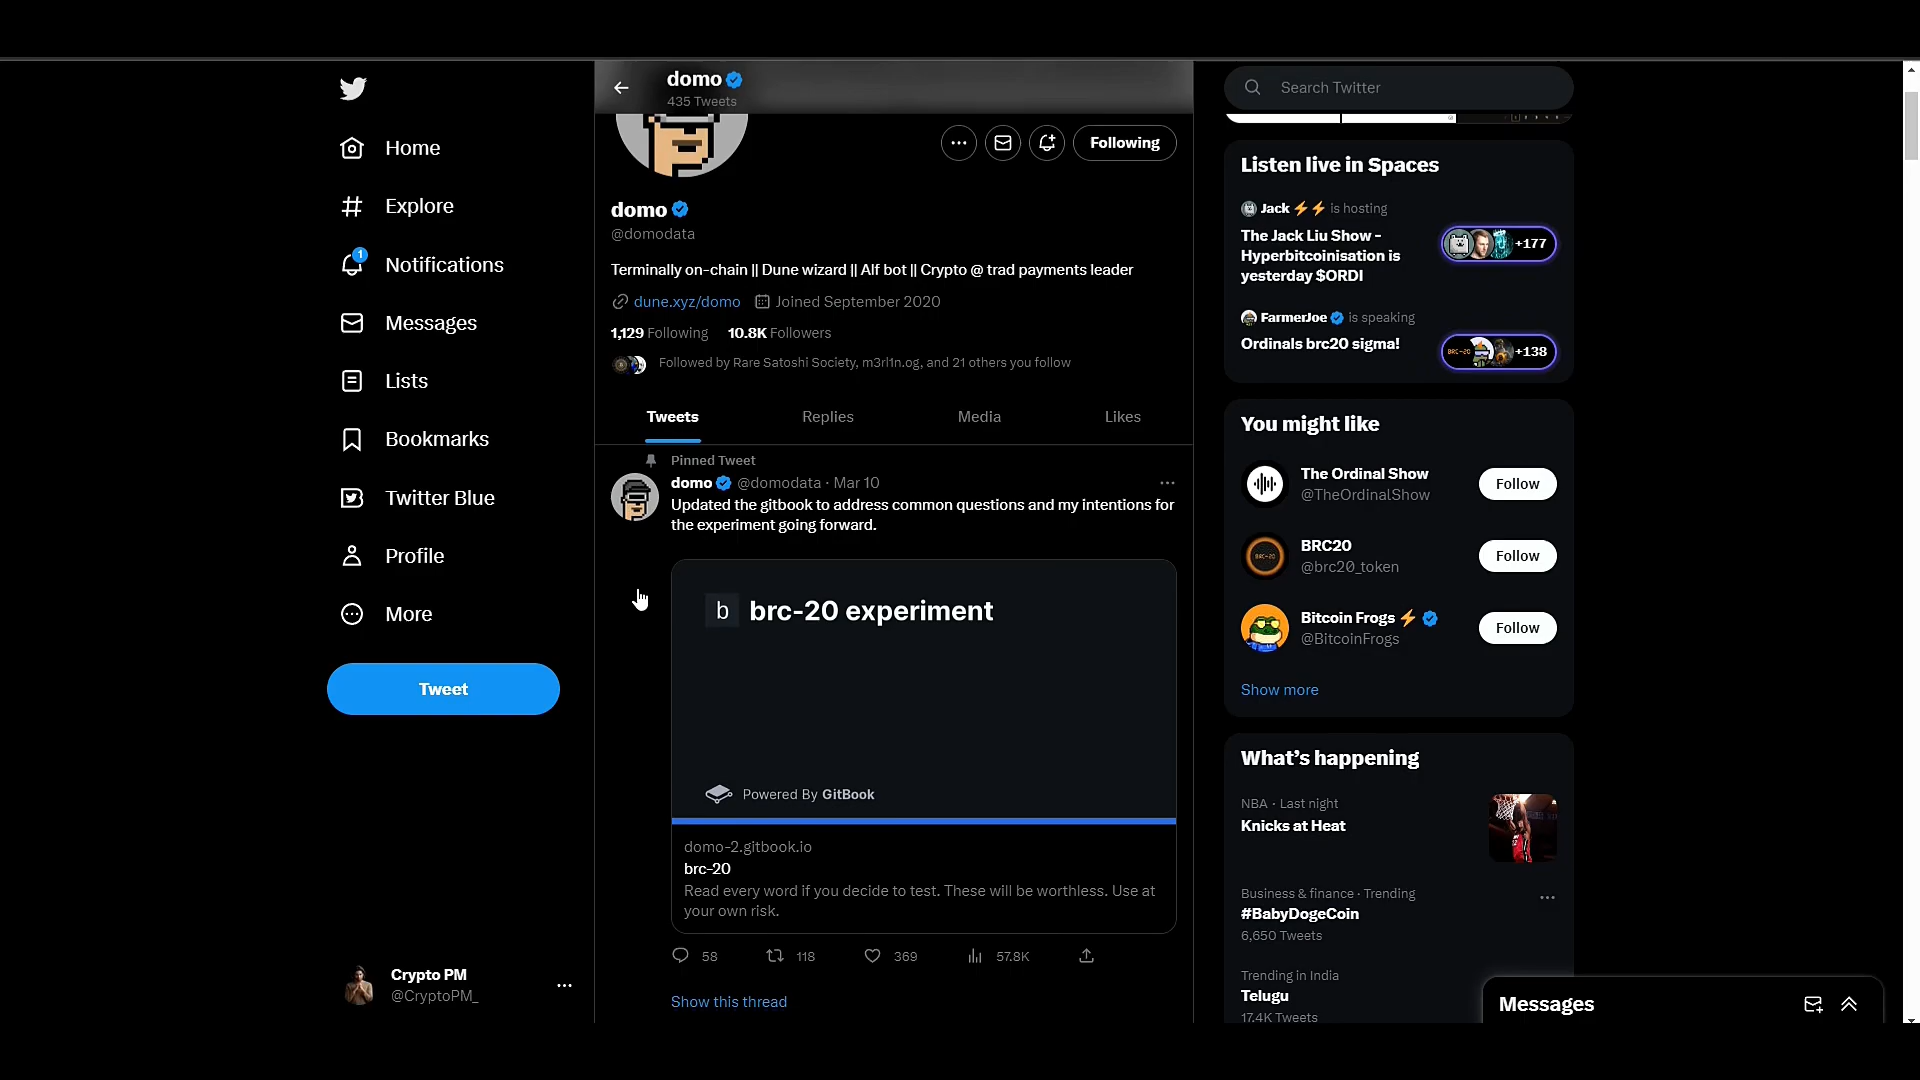 Home
Explore
1
Notifications
Messages
Lists
Bookmarks
Twitter Blue
Profile
More
Tweet
Crypto PM
@CryptoPM_
domo
435 Tweets
Following
domo
@domodata
Terminally on-chain || Dune wizard || Alf bot || Crypto @ trad payments leader
dune.xyz/domo Joined September 2020
1,129 Following 10.8K Followers
Followed by Rare Satoshi Society, m3rl1n.og, and 21 others you follow
Tweets Replies Media Likes
Pinned Tweet
domo @domodata · Mar 10
Updated the gitbook to address common questions and my intentions for
the experiment going forward.
b brc-20 experiment
Powered By GitBook
domo-2.gitbook.io
brc-20
Read every word if you decide to test. These will be worthless. Use at
your own risk.
58 118 369 57.8K
Show this thread
Search Twitter
Listen live in Spaces
Jack ⚡⚡ is hosting
The Jack Liu Show -
Hyperbitcoinisation is
yesterday $ORDI
+177
FarmerJoe is speaking
Ordinals brc20 sigma!
BRC-20
+138
You might like
The Ordinal Show
@TheOrdinalShow
Follow
BRC-20
BRC20
@brc20_token
Follow
Bitcoin Frogs ⚡
@BitcoinFrogs
Follow
Show more
What's happening
NBA · Last night
Knicks at Heat
Business & finance · Trending
#BabyDogeCoin
6,650 Tweets
Trending in India
Telugu
17.4K Tweets
Messages